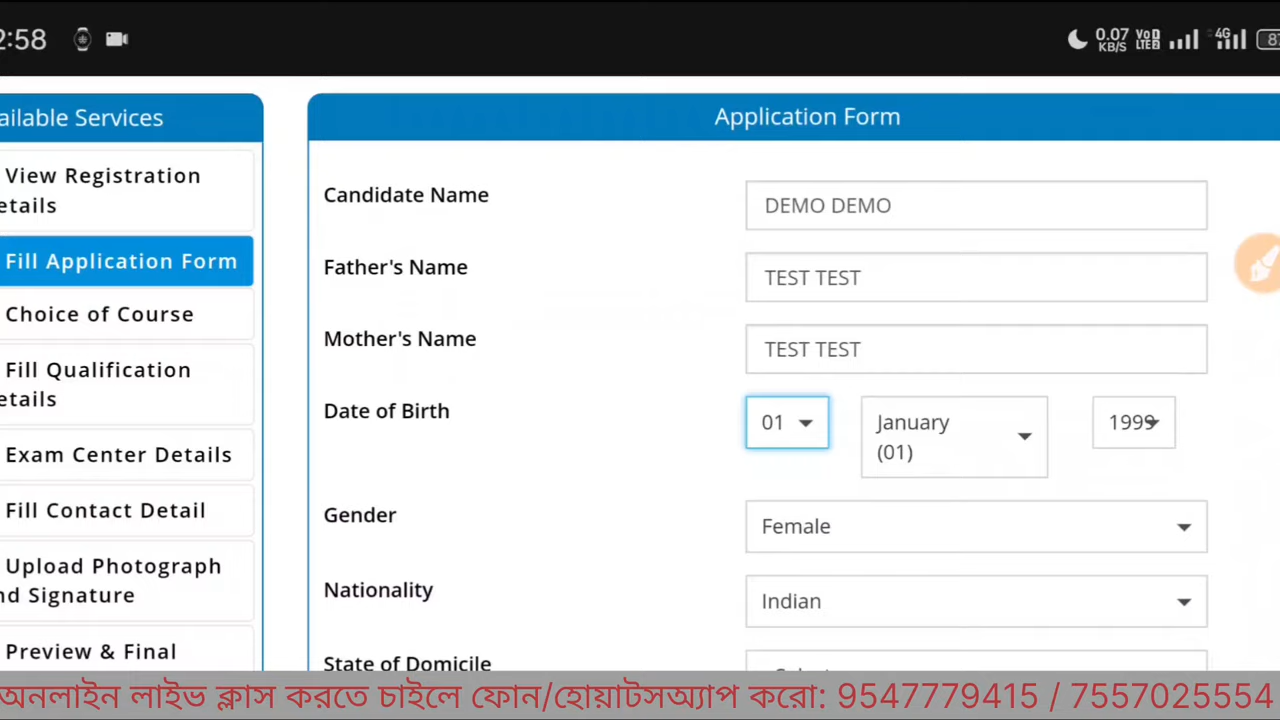 2:58
0.07
KB/S
VoD
LTE2
4G
ailable Services
View Registration
etails
Fill Application Form
Choice of Course
Fill Qualification
etails
Exam Center Details
Fill Contact Detail
Upload Photograph
nd Signature
Preview & Final
Application Form
Candidate Name
DEMO DEMO
Father's Name
TEST TEST
Mother's Name
TEST TEST
Date of Birth
01
January
(01)
1999
Gender
Female
Nationality
Indian
State of Domicile
অনলাইন লাইভ ক্লাস করতে চাইলে ফোন/হোয়াটসঅ্যাপ করো: 9547779415 / 7557025554